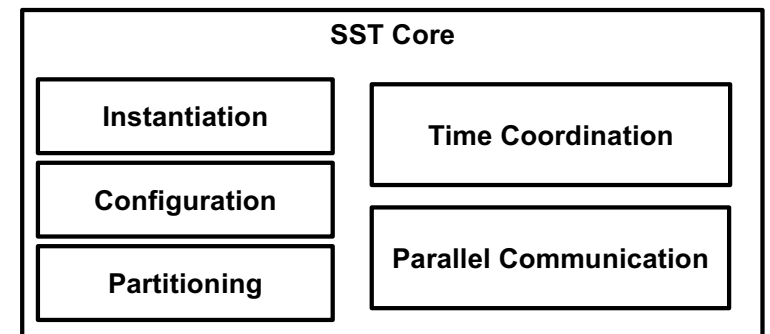 SST Core
Instantiation
Configuration
Partitioning
Time Coordination
Parallel Communication